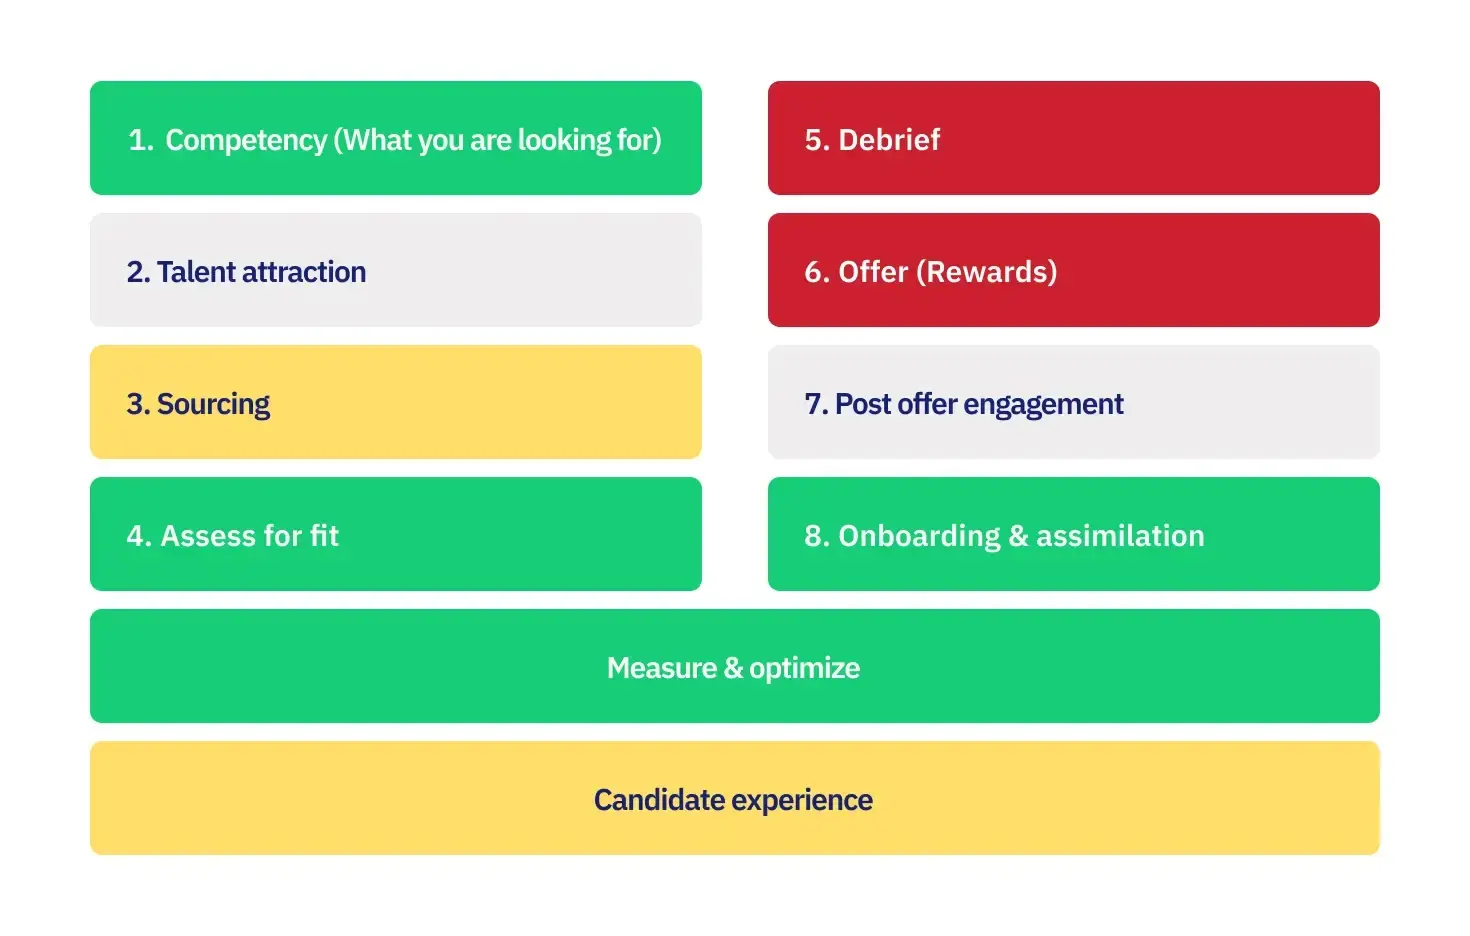 1. Competency (What you are looking for)
2. Talent attraction
3. Sourcing
4. Assess for fit
5. Debrief
6. Offer (Rewards)
7. Post offer engagement
8. Onboarding & assimilation
Measure & optimize
Candidate experience